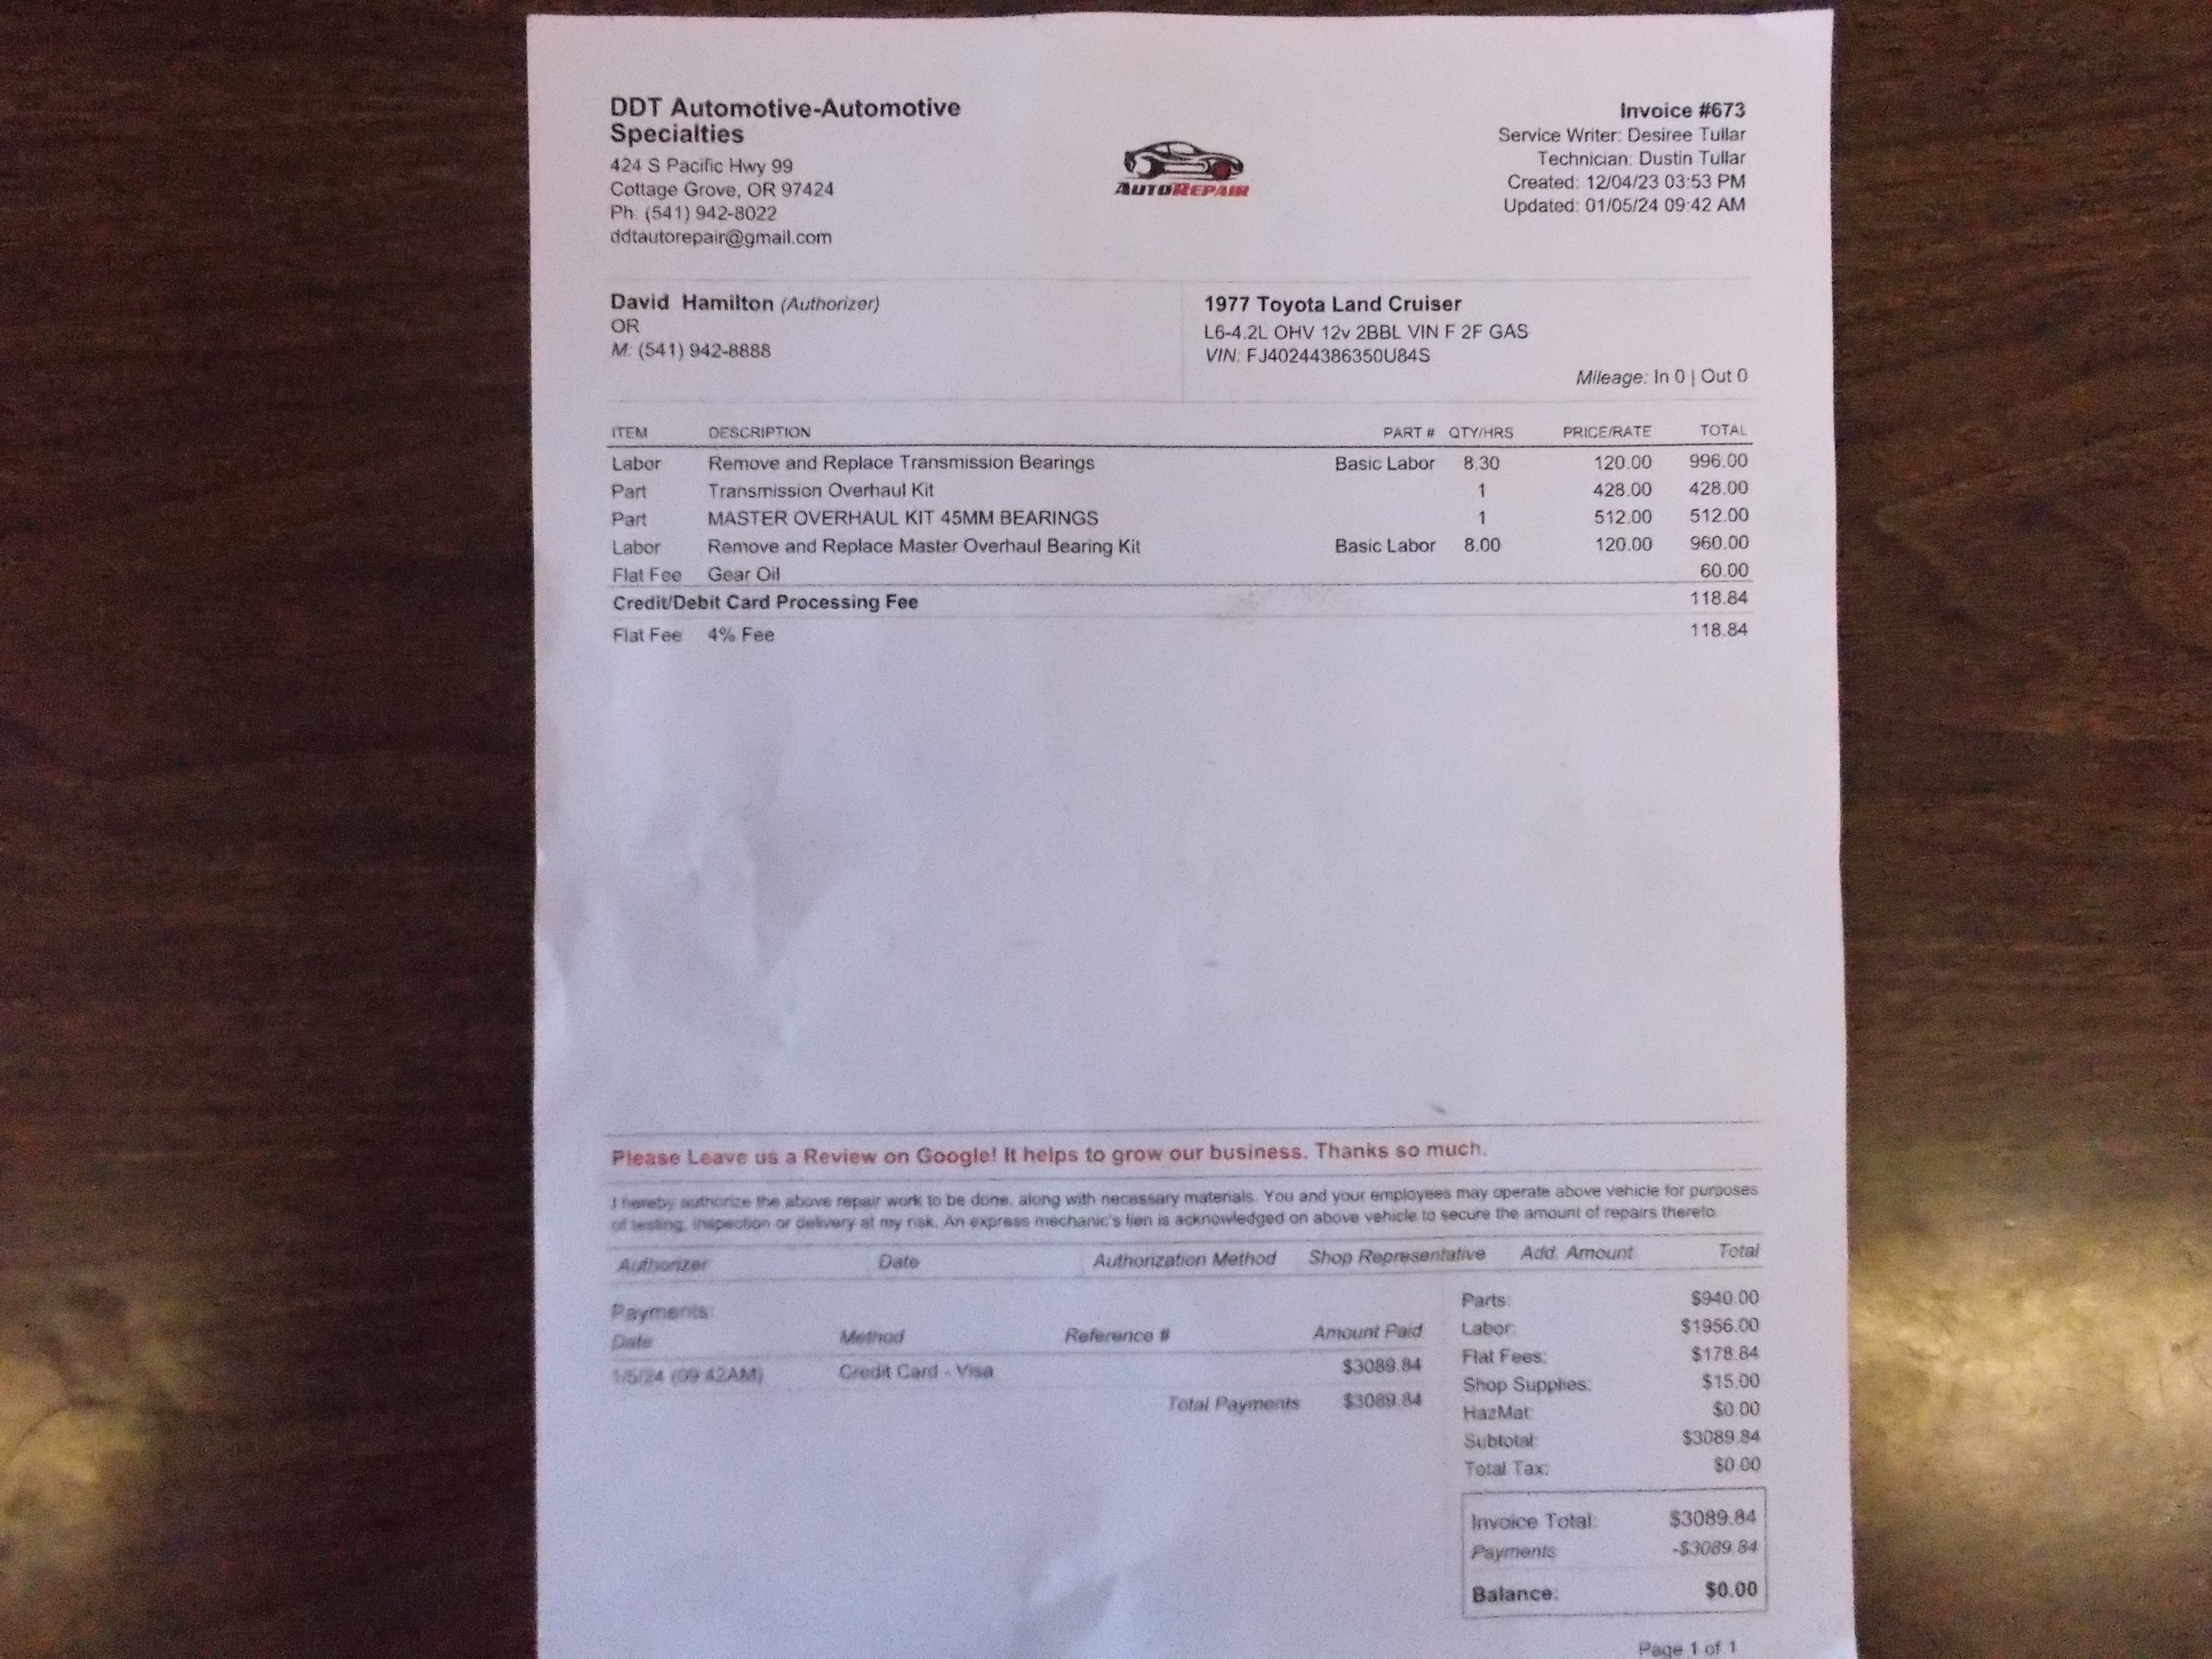 DDT Automotive-Automotive
Specialties
424 S Pacific Hwy 99
Cottage Grove, OR 97424
Ph: (541) 942-8022
ddtautorepair@gmail.com
AUTOREPAIR
Invoice #673
Service Writer: Desiree Tullar
Technician: Dustin Tullar
Created: 12/04/23 03:53 PM
Updated: 01/05/24 09:42 AM
David Hamilton (Authorizer)
OR
M: (541) 942-8888
1977 Toyota Land Cruiser
L6-4.2L OHV 12v 2BBL VIN F 2F GAS
VIN: FJ40244386350U84S
Mileage: In 0 | Out 0
ITEM DESCRIPTION PART # QTY/HRS PRICE/RATE TOTAL
Labor Remove and Replace Transmission Bearings Basic Labor 8.30 120.00 996.00
Part Transmission Overhaul Kit 1 428.00 428.00
Part MASTER OVERHAUL KIT 45MM BEARINGS 1 512.00 512.00
Labor Remove and Replace Master Overhaul Bearing Kit Basic Labor 8.00 120.00 960.00
Flat Fee Gear Oil 60.00
Credit/Debit Card Processing Fee 118.84
Flat Fee 4% Fee 118.84
Please Leave us a Review on Google! It helps to grow our business. Thanks so much.
I hereby authorize the above repair work to be done, along with necessary materials. You and your employees may operate above vehicle for purposes
of testing, inspection or delivery at my risk. An express mechanic's lien is acknowledged on above vehicle to secure the amount of repairs thereto.
Authorizer Date Authorization Method Shop Representative Add. Amount Total
Payments:
Date Method Reference # Amount Paid
1/5/24 (09:42AM) Credit Card - Visa $3089.84
Total Payments $3089.84
Parts: $940.00
Labor: $1956.00
Flat Fees: $178.84
Shop Supplies: $15.00
HazMat: $0.00
Subtotal: $3089.84
Total Tax: $0.00
Invoice Total: $3089.84
Payments -$3089.84
Balance: $0.00
Page 1 of 1